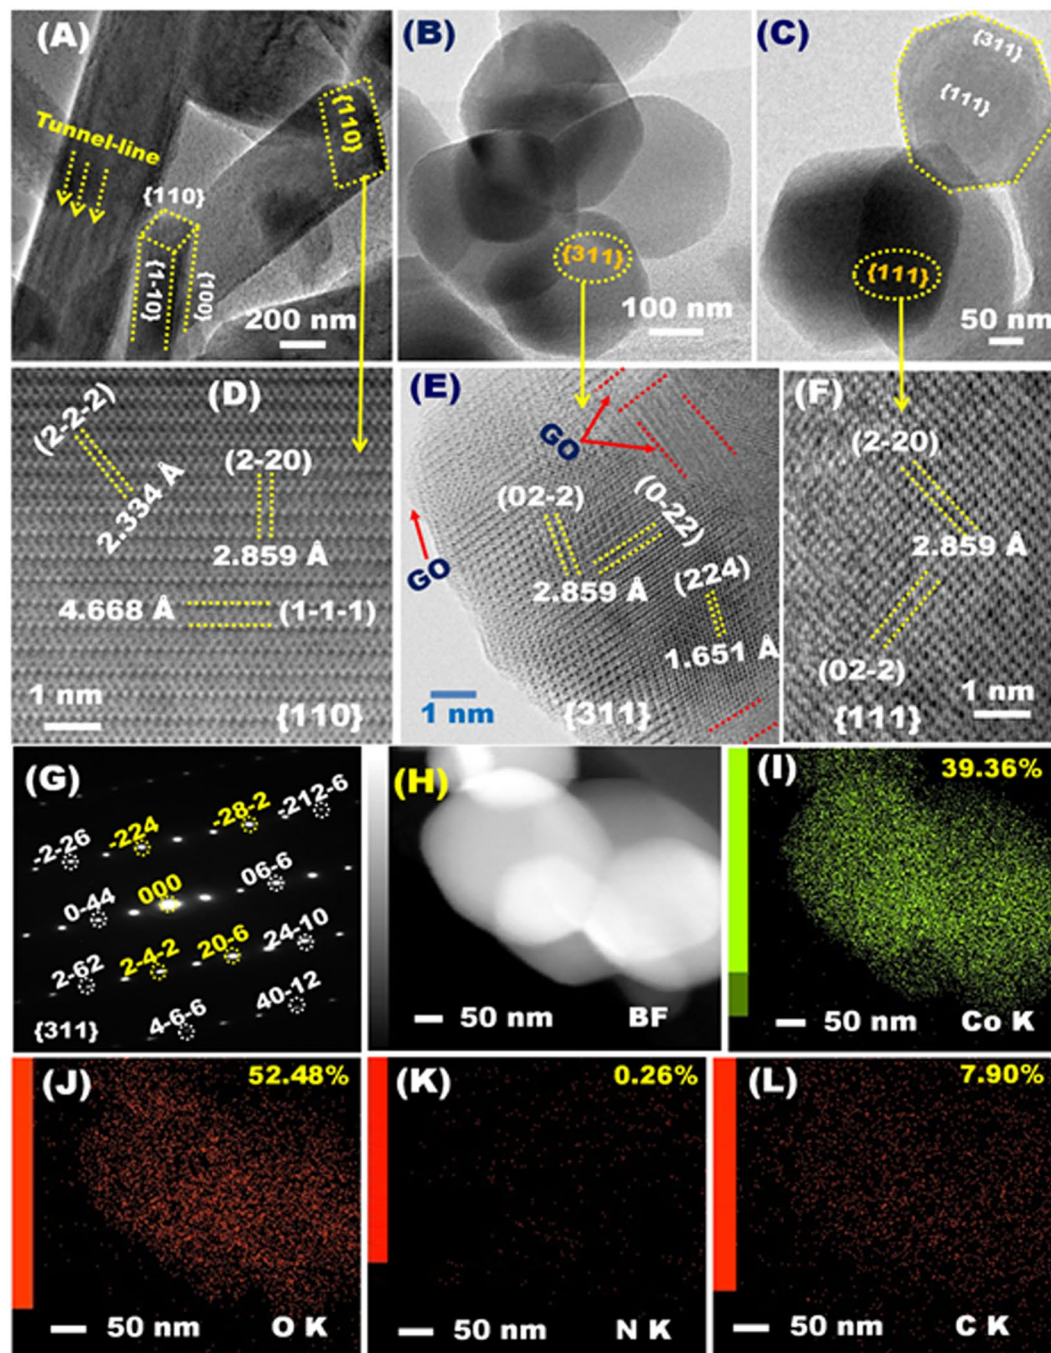 (A)
Tunnel-line
{110}
{110}
{1-10}
{100}
200 nm
(B)
{311}
100 nm
(C)
{311}
{111}
{111}
50 nm
(D)
(2-2-2)
2.334 Å
(2-20)
2.859 Å
4.668 Å
(1-1-1)
1 nm
{110}
(E)
GO
(02-2)
(0-22)
GO
2.859 Å
(224)
1.651 Å
1 nm
{311}
(F)
(2-20)
2.859 Å
(02-2)
{111}
1 nm
(G)
-2-26
-224
-28-2
-212-6
0-44
000
06-6
2-62
2-4-2
20-6
24-10
{311}
4-6-6
40-12
(H)
50 nm
BF
(I)
39.36%
50 nm
Co K
(J)
52.48%
50 nm
O K
(K)
0.26%
50 nm
N K
(L)
7.90%
50 nm
C K